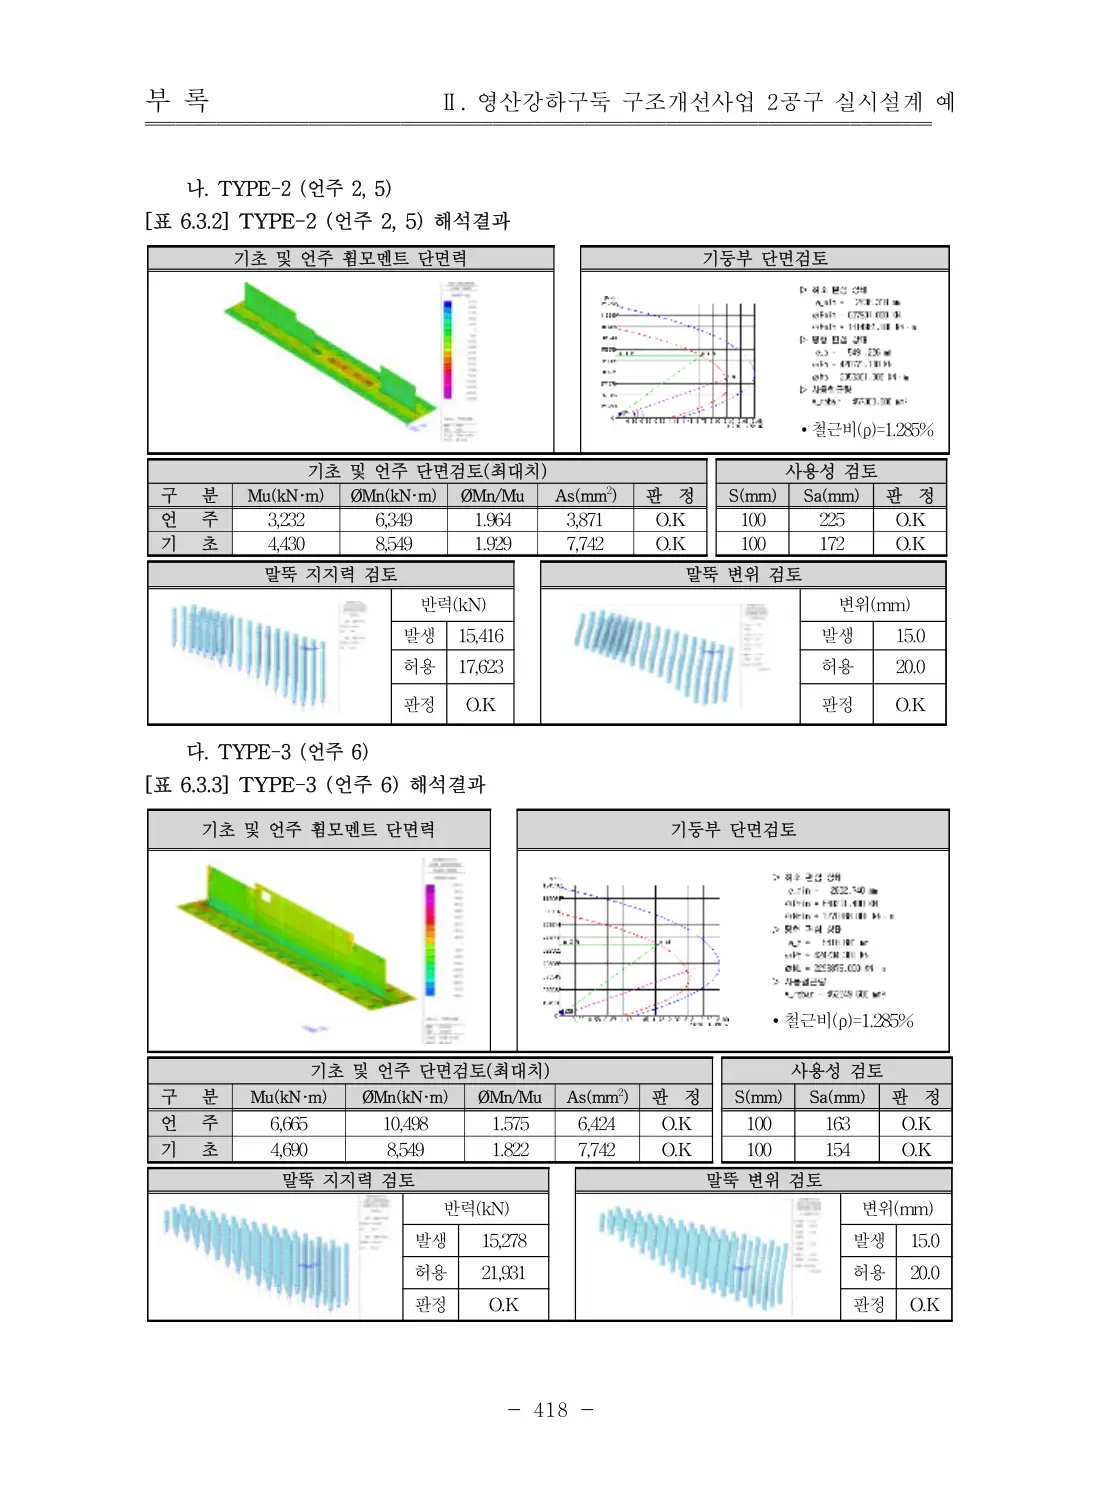 부 록
Ⅱ. 영산강하구둑 구조개선사업 2공구 실시설계 예
나. TYPE-2 (언주 2, 5)
[표 6.3.2] TYPE-2 (언주 2, 5) 해석결과
기초 및 언주 휨모멘트 단면력
기둥부 단면검토
•철근비(ρ)=1.285%
기초 및 언주 단면검토(최대치)
사용성 검토
구 분 Mu(kN·m) ØMn(kN·m) ØMn/Mu As(mm²) 판 정 S(mm) Sa(mm) 판 정
언 주 3,232 6,349 1.964 3,871 O.K 100 225 O.K
기 초 4,430 8,549 1.929 7,742 O.K 100 172 O.K
말뚝 지지력 검토
말뚝 변위 검토
반력(kN) 변위(mm)
발생 15,416 발생 15.0
허용 17,623 허용 20.0
판정 O.K 판정 O.K
다. TYPE-3 (언주 6)
[표 6.3.3] TYPE-3 (언주 6) 해석결과
기초 및 언주 휨모멘트 단면력
기둥부 단면검토
•철근비(ρ)=1.285%
기초 및 언주 단면검토(최대치)
사용성 검토
구 분 Mu(kN·m) ØMn(kN·m) ØMn/Mu As(mm²) 판 정 S(mm) Sa(mm) 판 정
언 주 6,665 10,498 1.575 6,424 O.K 100 163 O.K
기 초 4,690 8,549 1.822 7,742 O.K 100 154 O.K
말뚝 지지력 검토
말뚝 변위 검토
반력(kN) 변위(mm)
발생 15,278 발생 15.0
허용 21,931 허용 20.0
판정 O.K 판정 O.K
- 418 -